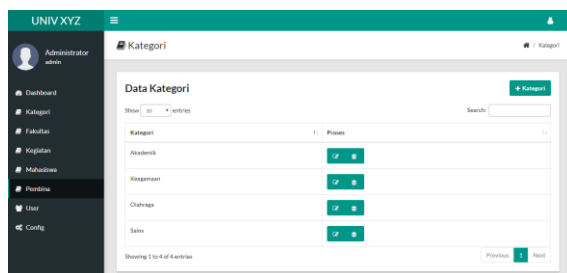 UNIV XYZ
Administrator
admin
Dashboard
Kategori
Fakultas
Kegiatan
Mahasiswa
Pembina
User
Config
Kategori
/ Kategori
Data Kategori
+ Kategori
Show 10 entries
Search:
Kategori Proses
Akademik
Keagamaan
Olahraga
Sains
Showing 1 to 4 of 4 entries
Previous 1 Next